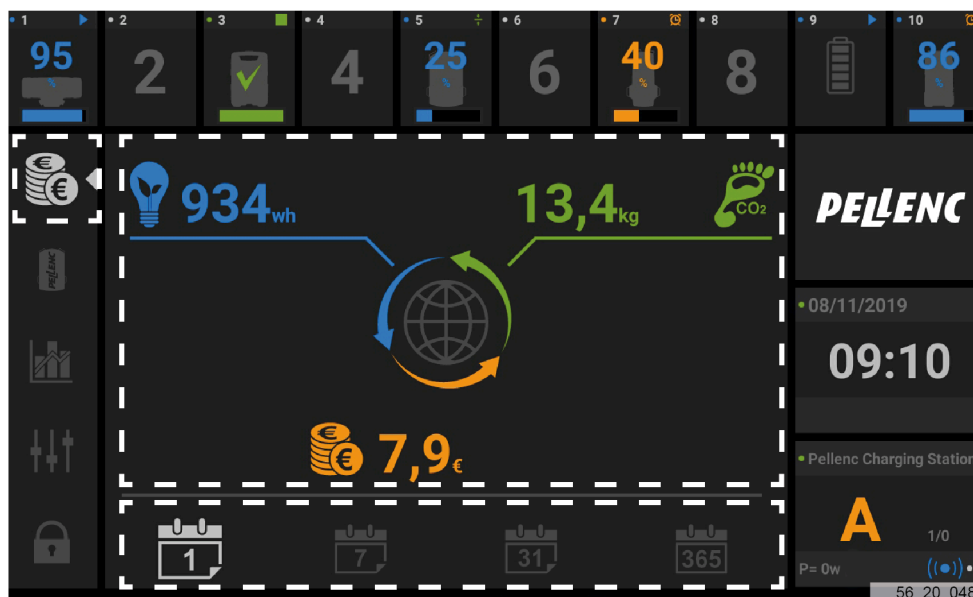 1 2 3 4 5 6 7 8 9 10
95 % 2 4 25 % 6 40 % 8 86 %
€ €
934wh
13,4kg
CO2
PELLENC
PELLENC
08/11/2019
09:10
€ € 7,9€
Pellenc Charging Station
A
1/0
P= 0w
1 7 31 365
56_20_048